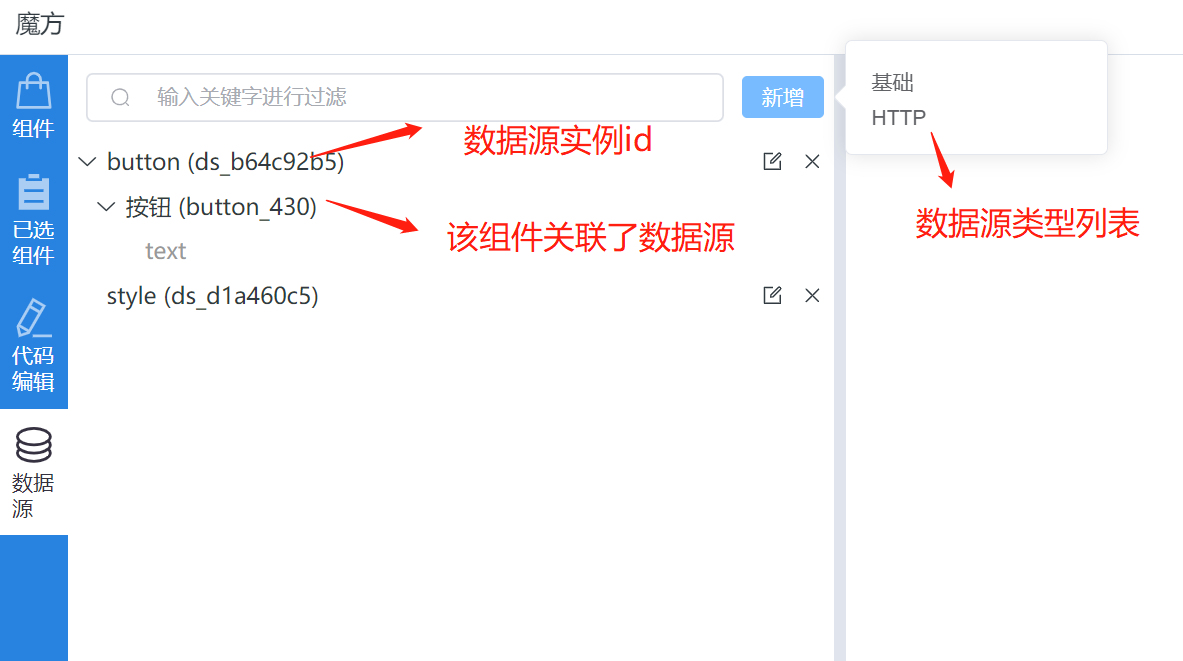 魔方
组件
已选
组件
代码
编辑
数据
源
输入关键字进行过滤
新增
基础
HTTP
数据源实例id
button (ds_b64c92b5)
按钮 (button_430)
该组件关联了数据源
数据源类型列表
text
style (ds_d1a460c5)